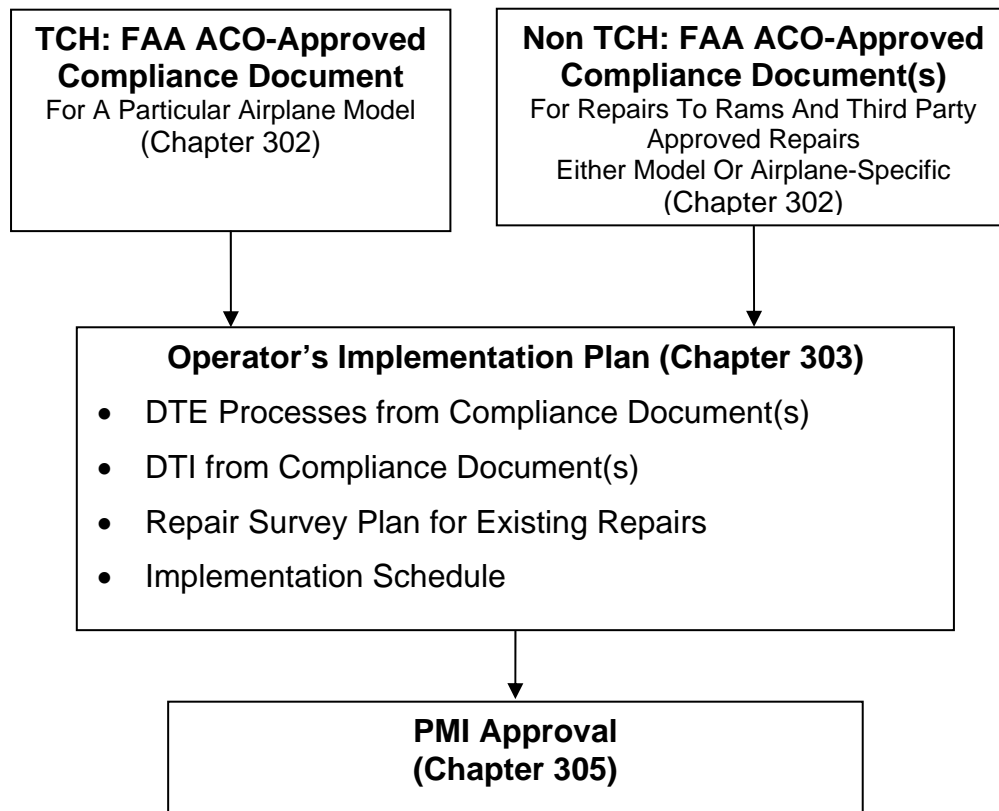 TCH: FAA ACO-Approved
Compliance Document
For A Particular Airplane Model
(Chapter 302)
Non TCH: FAA ACO-Approved
Compliance Document(s)
For Repairs To Rams And Third Party
Approved Repairs
Either Model Or Airplane-Specific
(Chapter 302)
Operator’s Implementation Plan (Chapter 303)
• DTE Processes from Compliance Document(s)
• DTI from Compliance Document(s)
• Repair Survey Plan for Existing Repairs
• Implementation Schedule
PMI Approval
(Chapter 305)